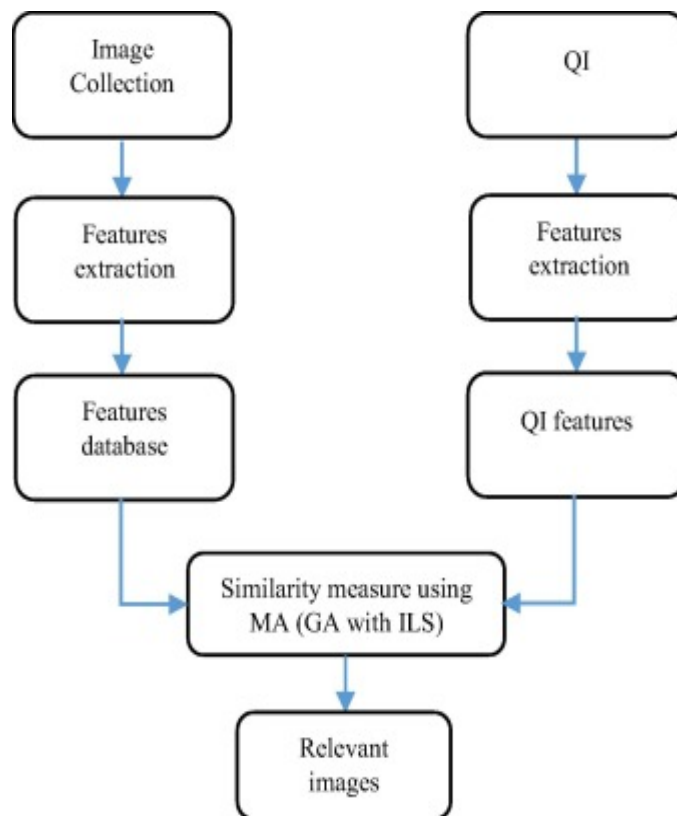 Image
Collection
QI
Features
extraction
Features
extraction
Features
database
QI features
Similarity measure using
MA (GA with ILS)
Relevant
images